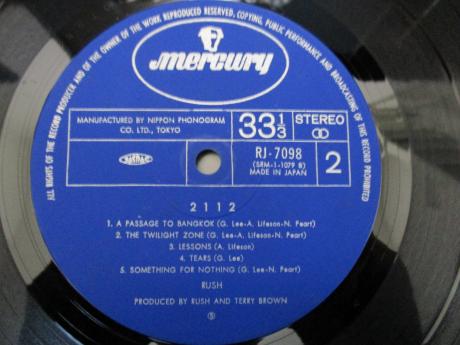 ALL RIGHTS OF THE RECORD PRODUCER AND OF THE OWNER OF THE WORK REPRODUCED RESERVED, COPYING, PUBLIC PERFORMANCE AND BROADCASTING OF THIS RECORD PROHIBITED
mercury
MANUFACTURED BY NIPPON PHONOGRAM
CO. LTD., TOKYO
33 1/3
STEREO
JASRAC
RJ-7098
(SRM-1-1079 B)
MADE IN JAPAN
2
2112
1. A PASSAGE TO BANGKOK (G. Lee-A. Lifeson-N. Peart)
2. THE TWILIGHT ZONE (G. Lee-A. Lifeson-N. Peart)
3. LESSONS (A. Lifeson)
4. TEARS (G. Lee)
5. SOMETHING FOR NOTHING (G. Lee-N. Peart)
RUSH
PRODUCED BY RUSH AND TERRY BROWN